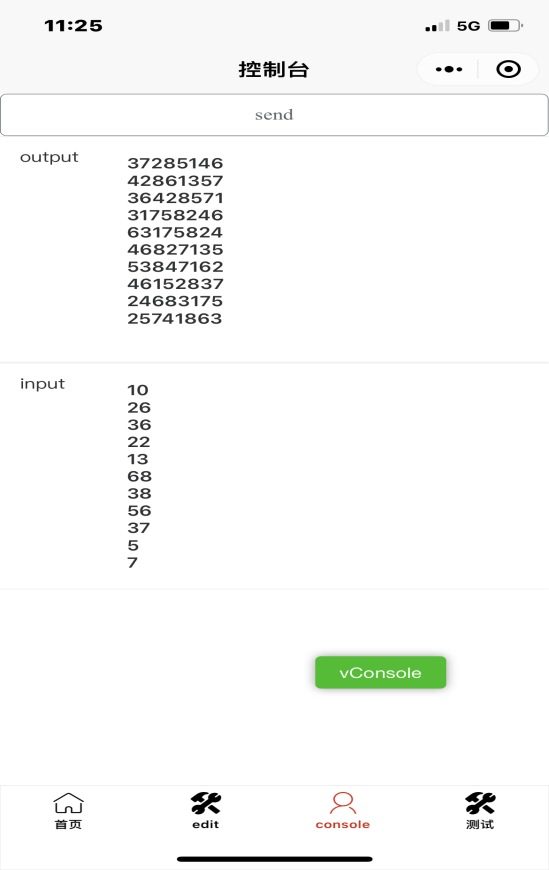 11:25
5G
控制台
send
output
37285146
42861357
36428571
31758246
63175824
46827135
53847162
46152837
24683175
25741863
input
10
26
36
22
13
68
38
56
37
5
7
vConsole
首页
edit
console
测试